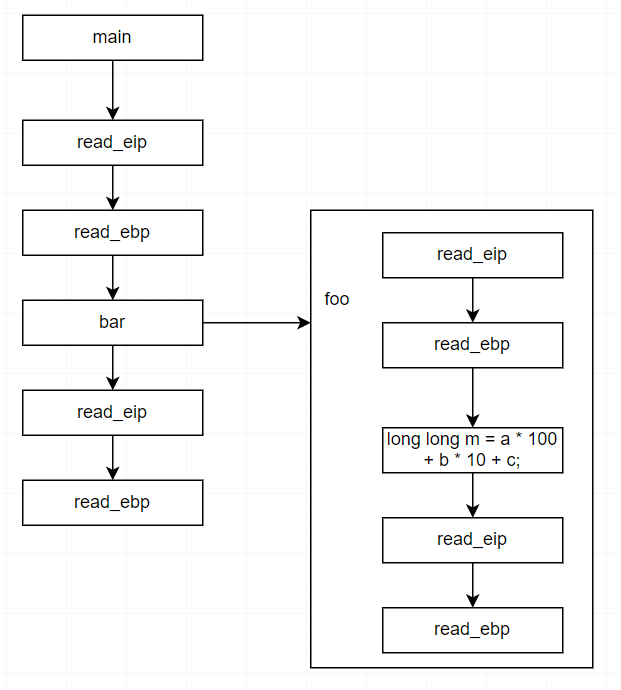 main
read_eip
read_ebp
bar
read_eip
read_ebp
foo
read_eip
read_ebp
long long m = a * 100
+ b * 10 + c;
read_eip
read_ebp